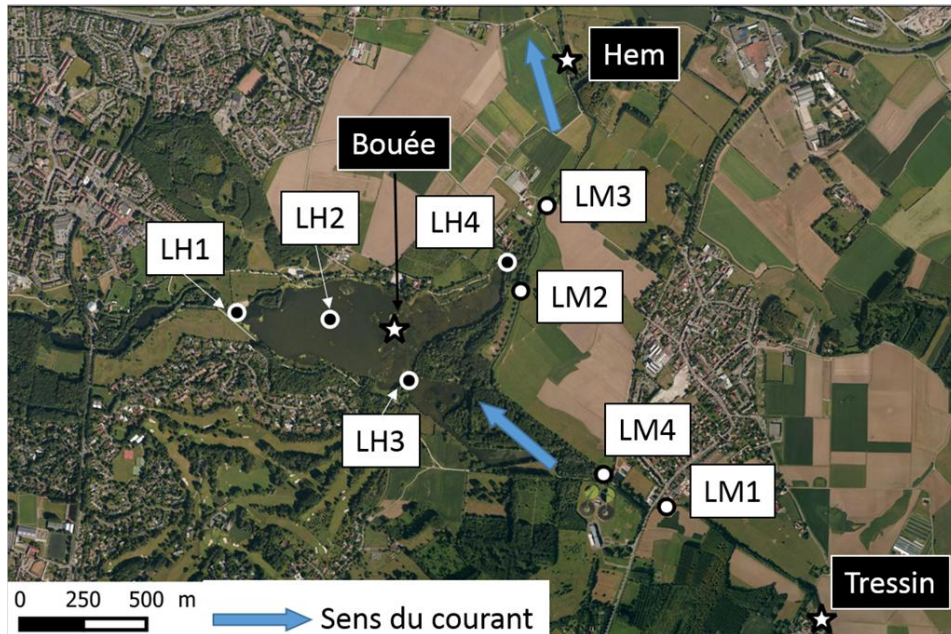 Hem
Bouée
LM3
LH4
LH2
LH1
LM2
LH3
LM4
LM1
Tressin
0 250 500 m
Sens du courant